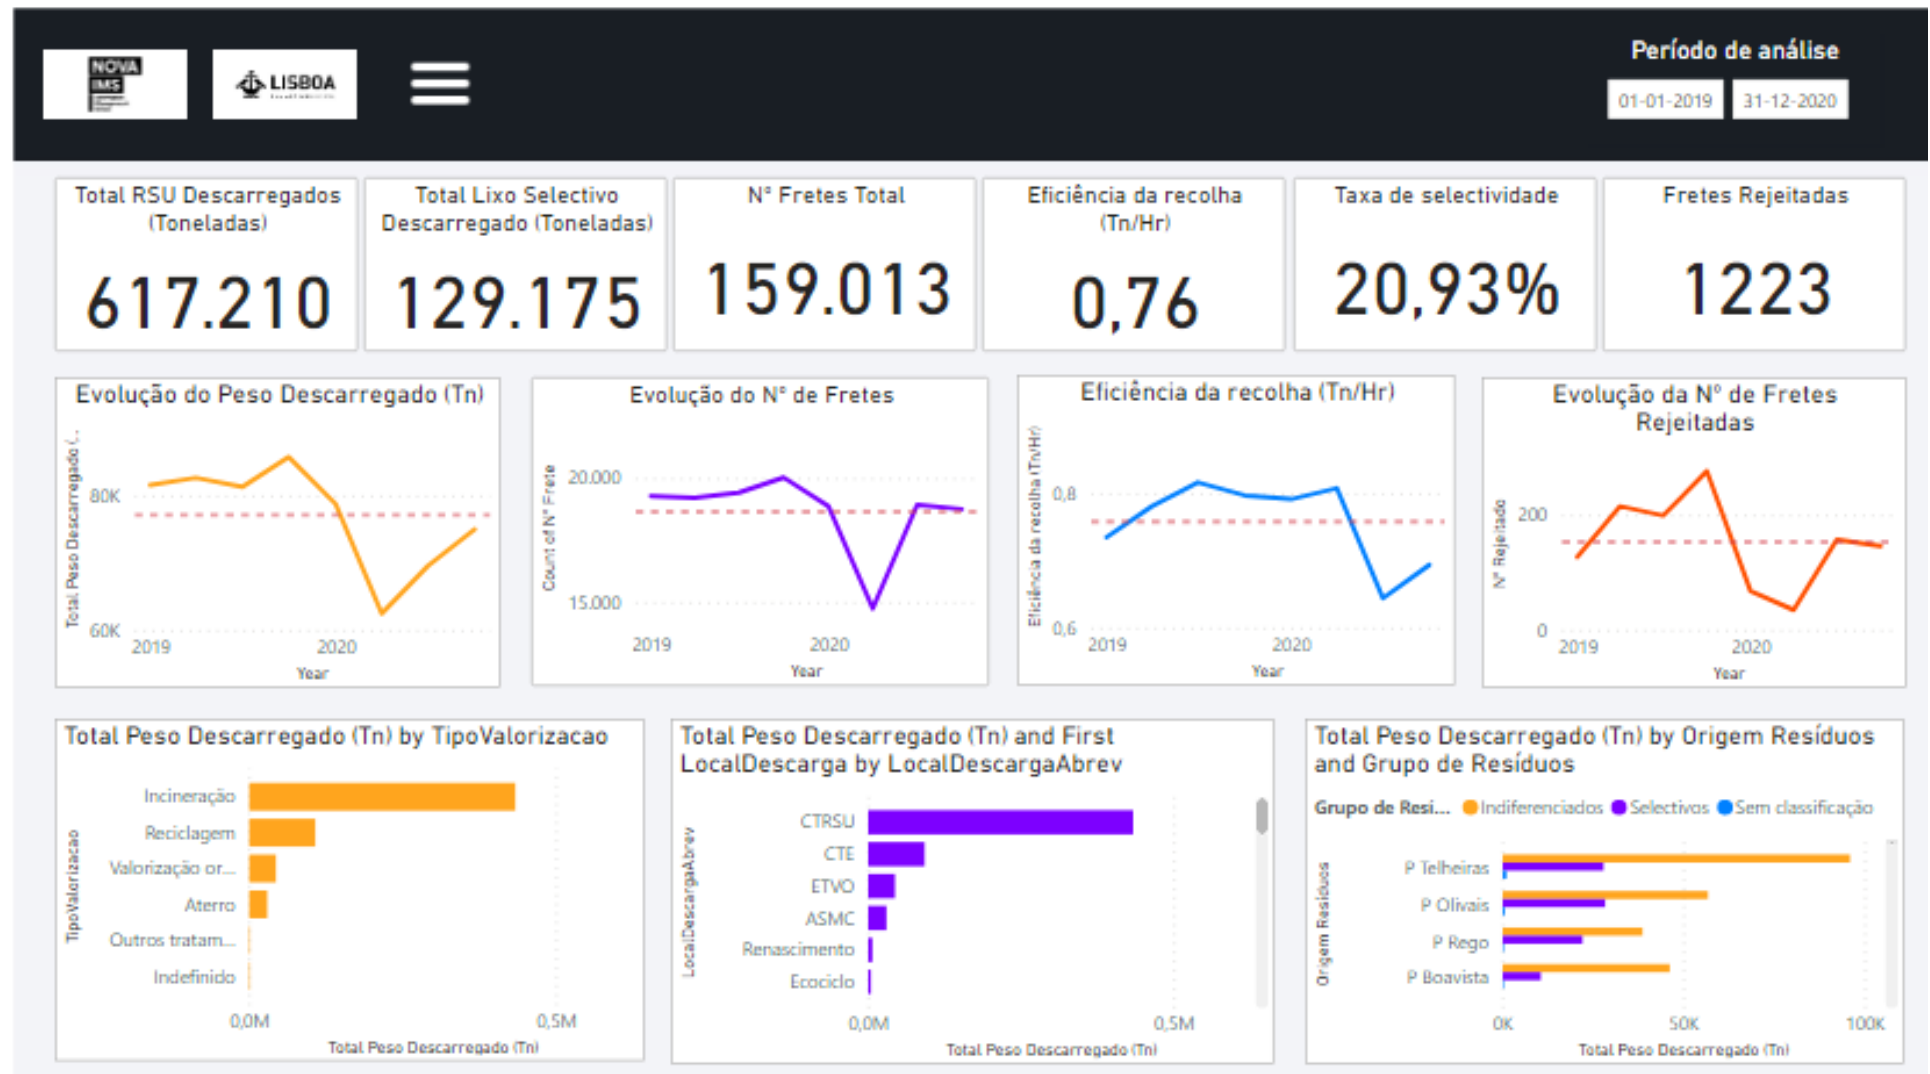 NOVA
IMS
LISBOA
Período de análise
01-01-2019 31-12-2020
Total RSU Descarregados
(Toneladas)
617.210
Total Lixo Selectivo
Descarregado (Toneladas)
129.175
Nº Fretes Total
159.013
Eficiência da recolha
(Tn/Hr)
0,76
Taxa de selectividade
20,93%
Fretes Rejeitadas
1223
Evolução do Peso Descarregado (Tn)
Total Peso Descarregado (...
80K
60K
2019 2020
Year
Evolução do Nº de Fretes
Count of Nº Frete
20.000
15.000
2019 2020
Year
Eficiência da recolha (Tn/Hr)
Eficiência da recolha (Tn/Hr)
0,8
0,6
2019 2020
Year
Evolução da Nº de Fretes
Rejeitadas
Nº Rejeitado
200
0
2019 2020
Year
Total Peso Descarregado (Tn) by TipoValorizacao
TipoValorizacao
Incineração
Reciclagem
Valorização or...
Aterro
Outros tratam...
Indefinido
0,0M 0,5M
Total Peso Descarregado (Tn)
Total Peso Descarregado (Tn) and First
LocalDescarga by LocalDescargaAbrev
LocalDescargaAbrev
CTRSU
CTE
ETVO
ASMC
Renascimento
Ecociclo
0,0M 0,5M
Total Peso Descarregado (Tn)
Total Peso Descarregado (Tn) by Origem Resíduos
and Grupo de Resíduos
Grupo de Resí... Indiferenciados Selectivos Sem classificação
Origem Resíduos
P Telheiras
P Olivais
P Rego
P Boavista
0K 50K 100K
Total Peso Descarregado (Tn)